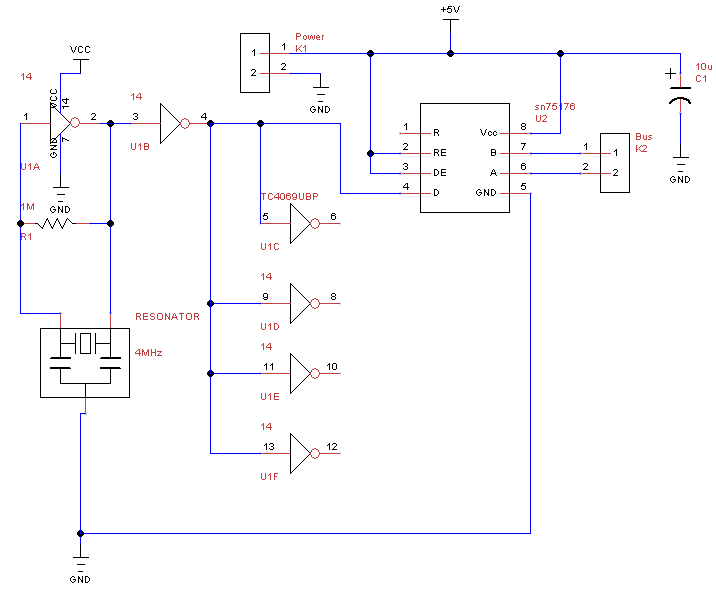 +5V
Power
K1
1
1
2
2
GND
VCC
14
VCC
14
1
2
GND
7
U1A
GND
14
3
4
U1B
1M
R1
RESONATOR
4MHz
TC4069UBP
5
6
U1C
14
9
8
U1D
14
11
10
U1E
14
13
12
U1F
sn75176
U2
1
R
2
RE
3
DE
4
D
Vcc
8
B
7
A
6
GND
5
Bus
K2
1
1
2
2
10u
C1
+
GND
GND